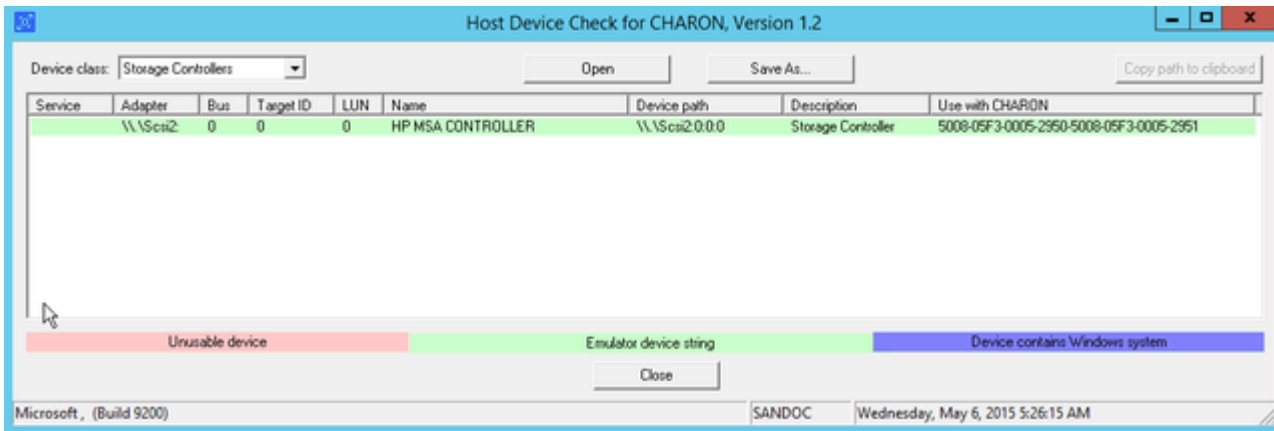 Host Device Check for CHARON, Version 1.2
Device class: Storage Controllers Open Save As... Copy path to clipboard
Service Adapter Bus Target ID LUN Name Device path Description Use with CHARON
\\.\Scsi2: 0 0 0 HP MSA CONTROLLER \\.\Scsi2:0:0:0 Storage Controller 5008-05F3-0005-2950-5008-05F3-0005-2951
Unusable device Emulator device string Device contains Windows system
Close
Microsoft , (Build 9200) SANDOC Wednesday, May 6, 2015 5:26:15 AM